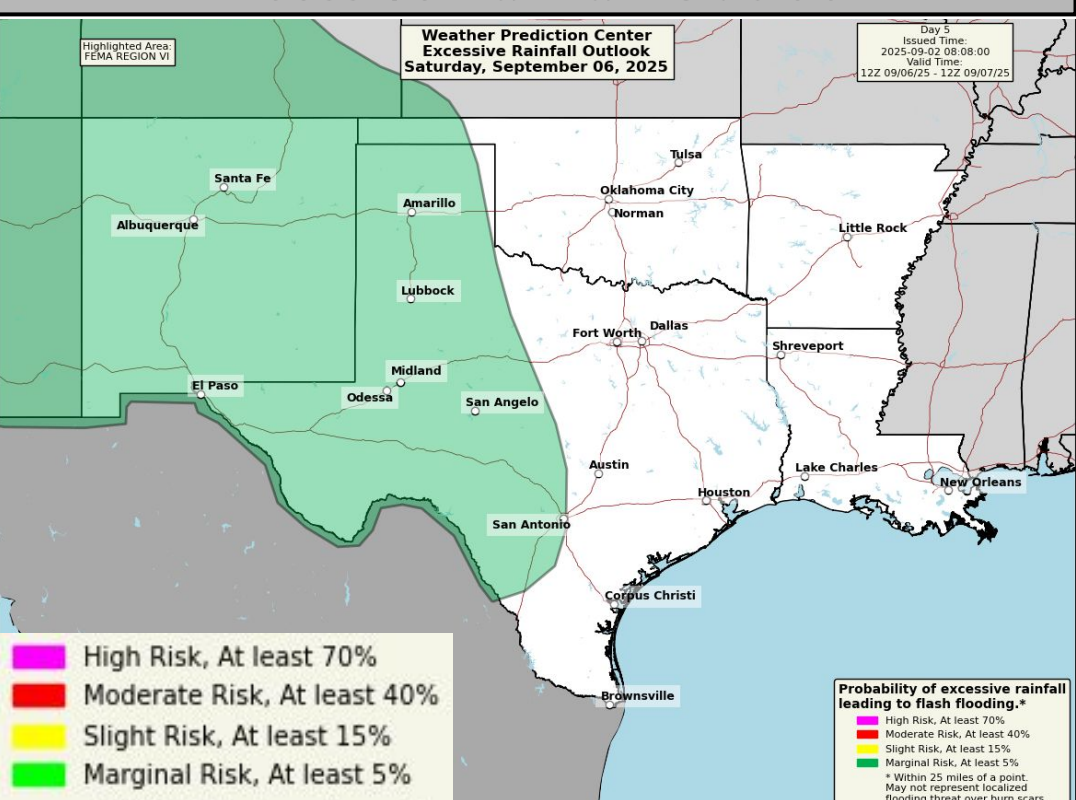 Highlighted Area:
FEMA REGION VI
Weather Prediction Center
Excessive Rainfall Outlook
Saturday, September 06, 2025
Day 5
Issued Time:
2025-09-02 08:08:00
Valid Time:
12Z 09/06/25 - 12Z 09/07/25
Tulsa
Santa Fe
Oklahoma City
Amarillo
Norman
Albuquerque
Little Rock
Lubbock
Dallas
Fort Worth
Shreveport
Midland
El Paso
Odessa
San Angelo
Austin
Lake Charles
New Orleans
Houston
San Antonio
Corpus Christi
Brownsville
High Risk, At least 70%
Moderate Risk, At least 40%
Slight Risk, At least 15%
Marginal Risk, At least 5%
Probability of excessive rainfall
leading to flash flooding.*
High Risk, At least 70%
Moderate Risk, At least 40%
Slight Risk, At least 15%
Marginal Risk, At least 5%
* Within 25 miles of a point.
May not represent localized
flooding threat over burn scars